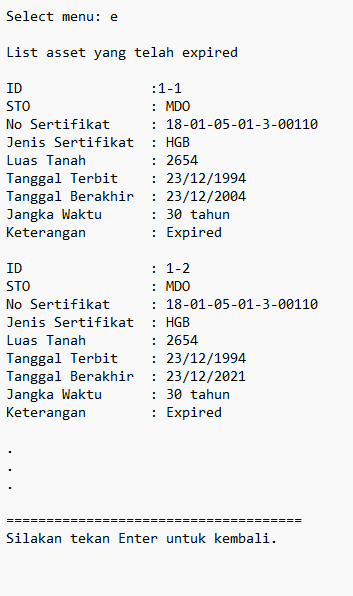 Select menu: e
List asset yang telah expired
ID                :1-1
STO               : MDO
No Sertifikat     : 18-01-05-01-3-00110
Jenis Sertifikat  : HGB
Luas Tanah        : 2654
Tanggal Terbit    : 23/12/1994
Tanggal Berakhir  : 23/12/2004
Jangka Waktu      : 30 tahun
Keterangan        : Expired
ID                : 1-2
STO               : MDO
No Sertifikat     : 18-01-05-01-3-00110
Jenis Sertifikat  : HGB
Luas Tanah        : 2654
Tanggal Terbit    : 23/12/1994
Tanggal Berakhir  : 23/12/2021
Jangka Waktu      : 30 tahun
Keterangan        : Expired
.
.
.
=====================================
Silakan tekan Enter untuk kembali.